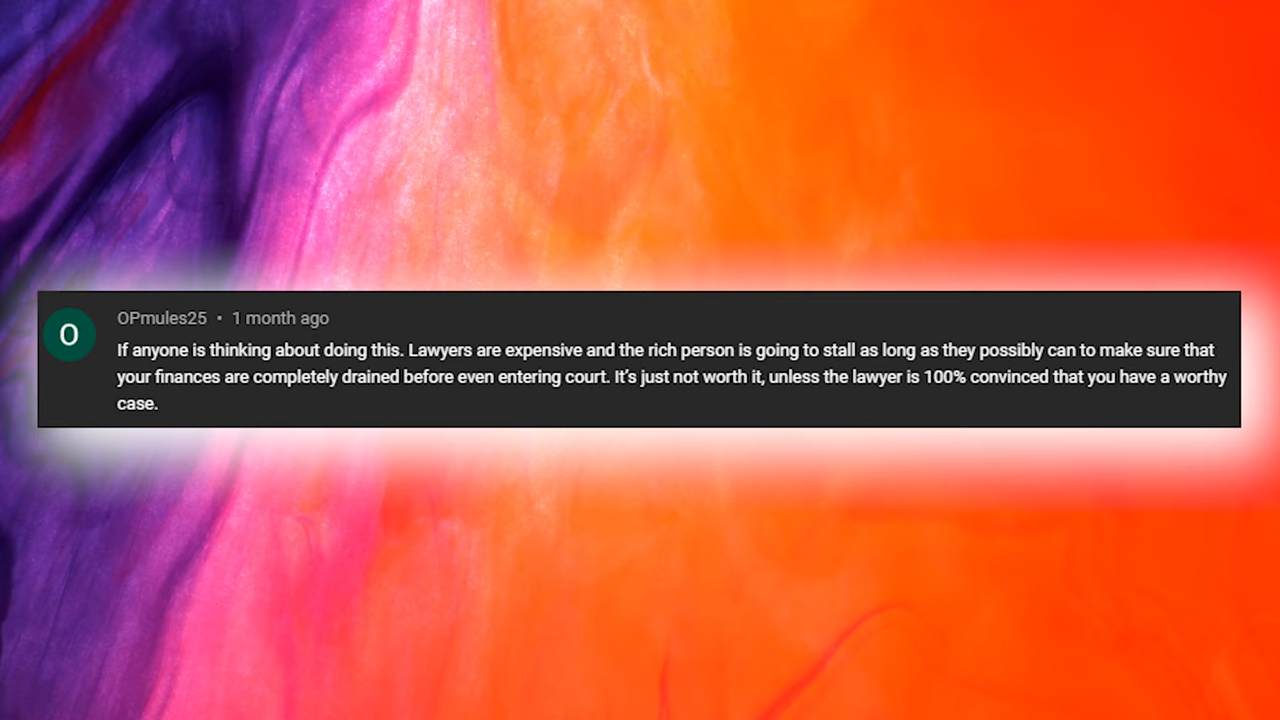 O
OPmules25 • 1 month ago
If anyone is thinking about doing this. Lawyers are expensive and the rich person is going to stall as long as they possibly can to make sure that
your finances are completely drained before even entering court. It's just not worth it, unless the lawyer is 100% convinced that you have a worthy
case.